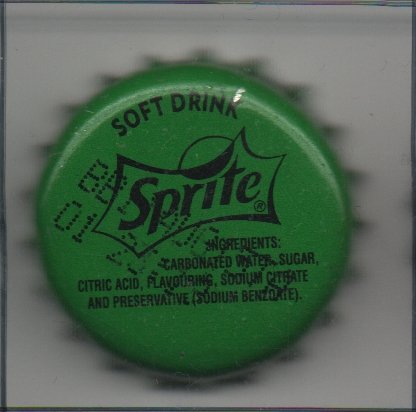 SOFT DRINK
Sprite®
INGREDIENTS:
CARBONATED WATER, SUGAR,
CITRIC ACID, FLAVOURING, SODIUM CITRATE
AND PRESERVATIVE (SODIUM BENZOATE).